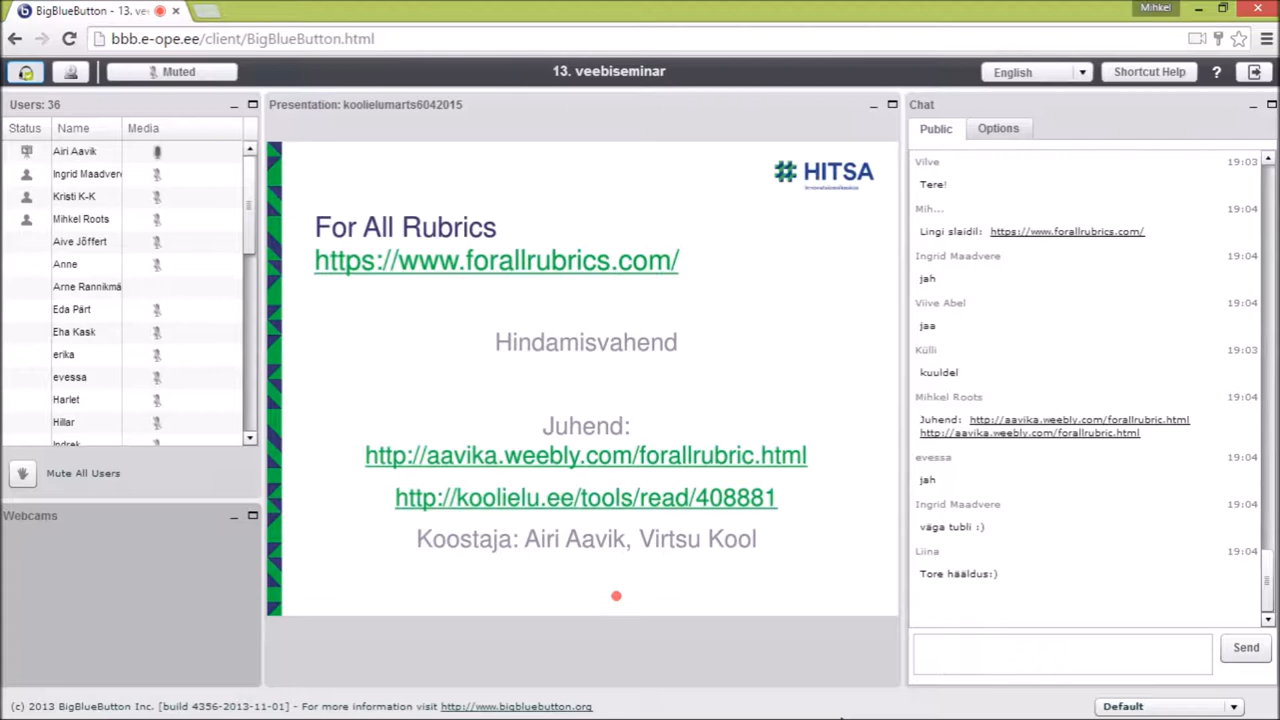 BigBlueButton - 13. ve
Mihkel
bbb.e-ope.ee/client/BigBlueButton.html
Muted
13. veebiseminar
English
Shortcut Help
?
Users: 36
Status Name Media
Airi Aavik
Ingrid Maadver
Kristi K-K
Mihkel Roots
Aive Jõffert
Anne
Arne Rannikmä
Eda Pärt
Eha Kask
erika
evessa
Harlet
Hillar
Indrek
Mute All Users
Webcams
Presentation: koolielumarts6042015
HITSA
For All Rubrics
https://www.forallrubrics.com/
Hindamisvahend
Juhend:
http://aavika.weebly.com/forallrubric.html
http://koolielu.ee/tools/read/408881
Koostaja: Airi Aavik, Virtsu Kool
Chat
Public Options
Vilve 19:03
Tere!
Mih... 19:04
Lingi slaidil: https://www.forallrubrics.com/
Ingrid Maadvere 19:04
jah
Viive Abel 19:04
jaa
Külli 19:03
kuuldel
Mihkel Roots 19:04
Juhend: http://aavika.weebly.com/forallrubric.html
http://aavika.weebly.com/forallrubric.html
evessa 19:04
jah
Ingrid Maadvere 19:04
väga tubli :)
Liina 19:04
Tore hääldus:)
Send
(c) 2013 BigBlueButton Inc. [build 4356-2013-11-01] - For more information visit http://www.bigbluebutton.org
Default